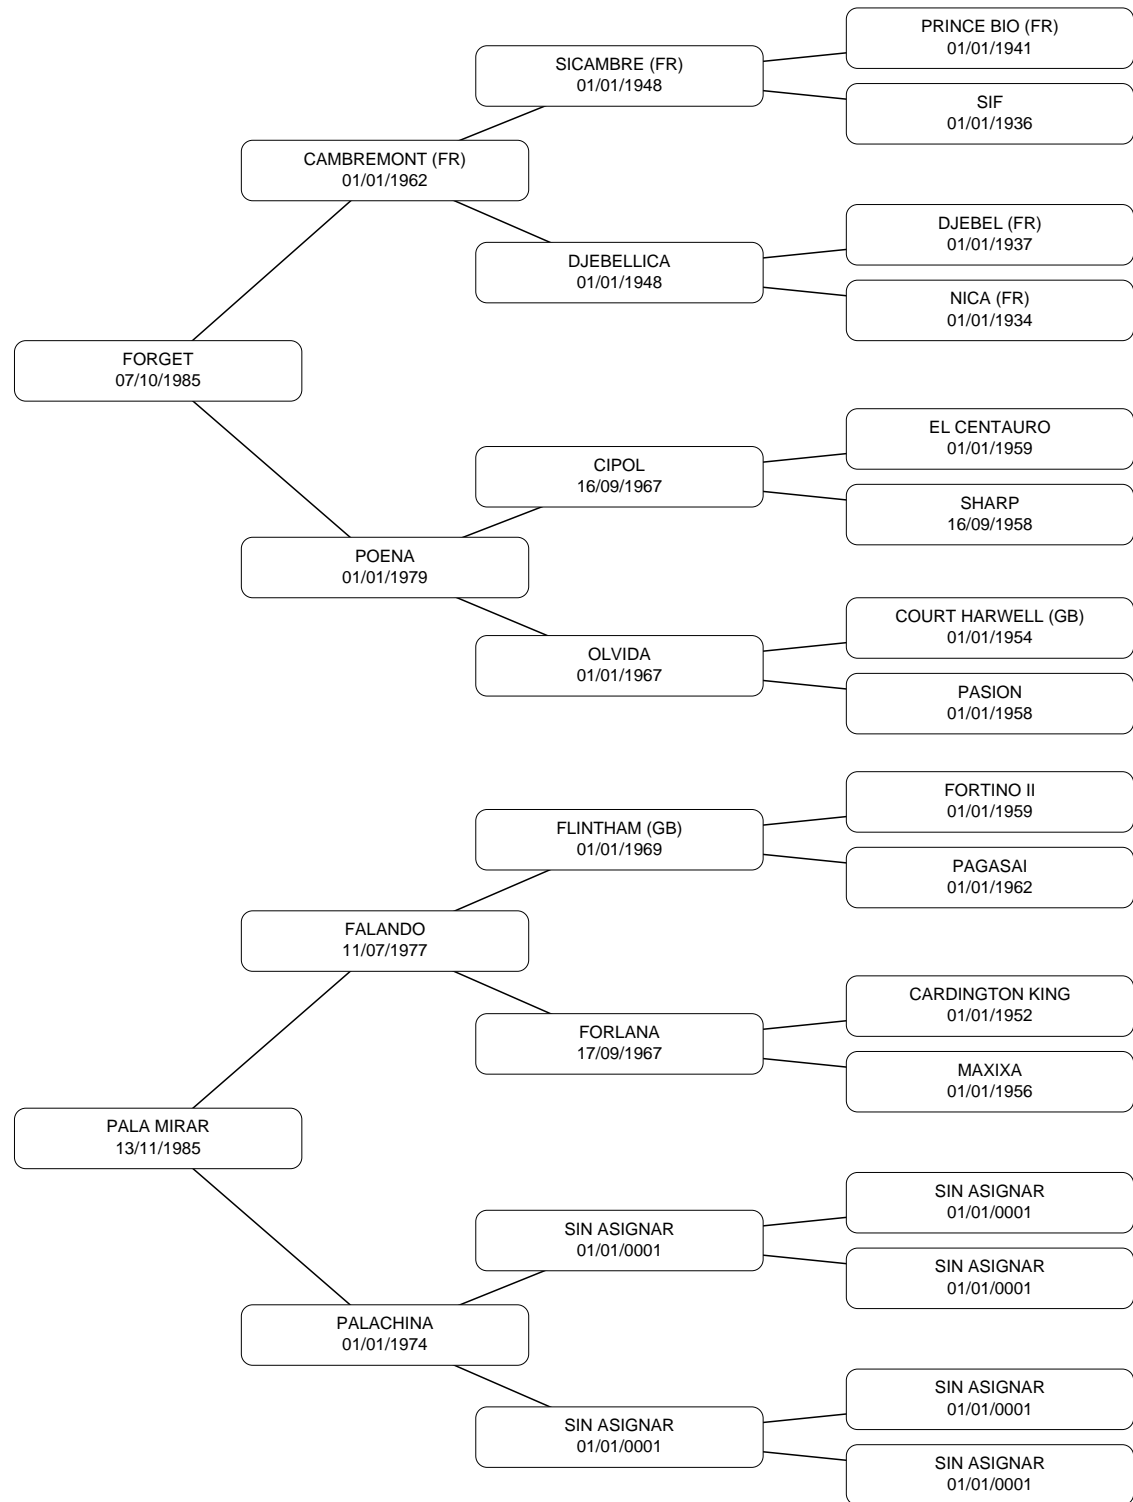 PRINCE BIO (FR)
01/01/1941
SICAMBRE (FR)
01/01/1948
SIF
01/01/1936
CAMBREMONT (FR)
01/01/1962
DJEBEL (FR)
01/01/1937
DJEBELLICA
01/01/1948
NICA (FR)
01/01/1934
FORGET
07/10/1985
EL CENTAURO
01/01/1959
CIPOL
16/09/1967
SHARP
16/09/1958
POENA
01/01/1979
COURT HARWELL (GB)
01/01/1954
OLVIDA
01/01/1967
PASION
01/01/1958
FORTINO II
01/01/1959
FLINTHAM (GB)
01/01/1969
PAGASAI
01/01/1962
FALANDO
11/07/1977
CARDINGTON KING
01/01/1952
FORLANA
17/09/1967
MAXIXA
01/01/1956
PALA MIRAR
13/11/1985
SIN ASIGNAR
01/01/0001
SIN ASIGNAR
01/01/0001
SIN ASIGNAR
01/01/0001
PALACHINA
01/01/1974
SIN ASIGNAR
01/01/0001
SIN ASIGNAR
01/01/0001
SIN ASIGNAR
01/01/0001